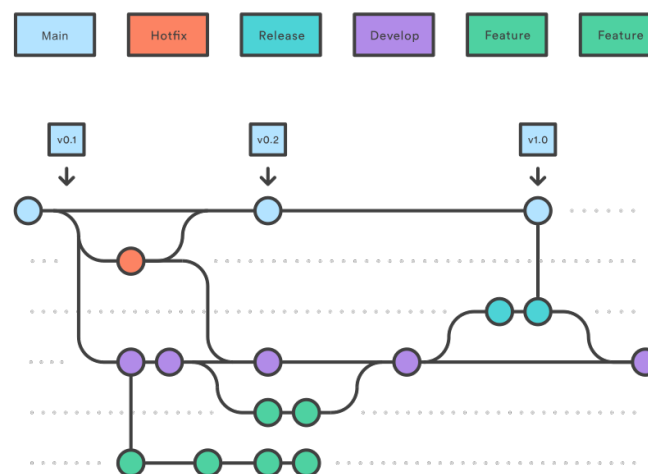 Main
Hotfix
Release
Develop
Feature
Feature
v0.1
v0.2
v1.0